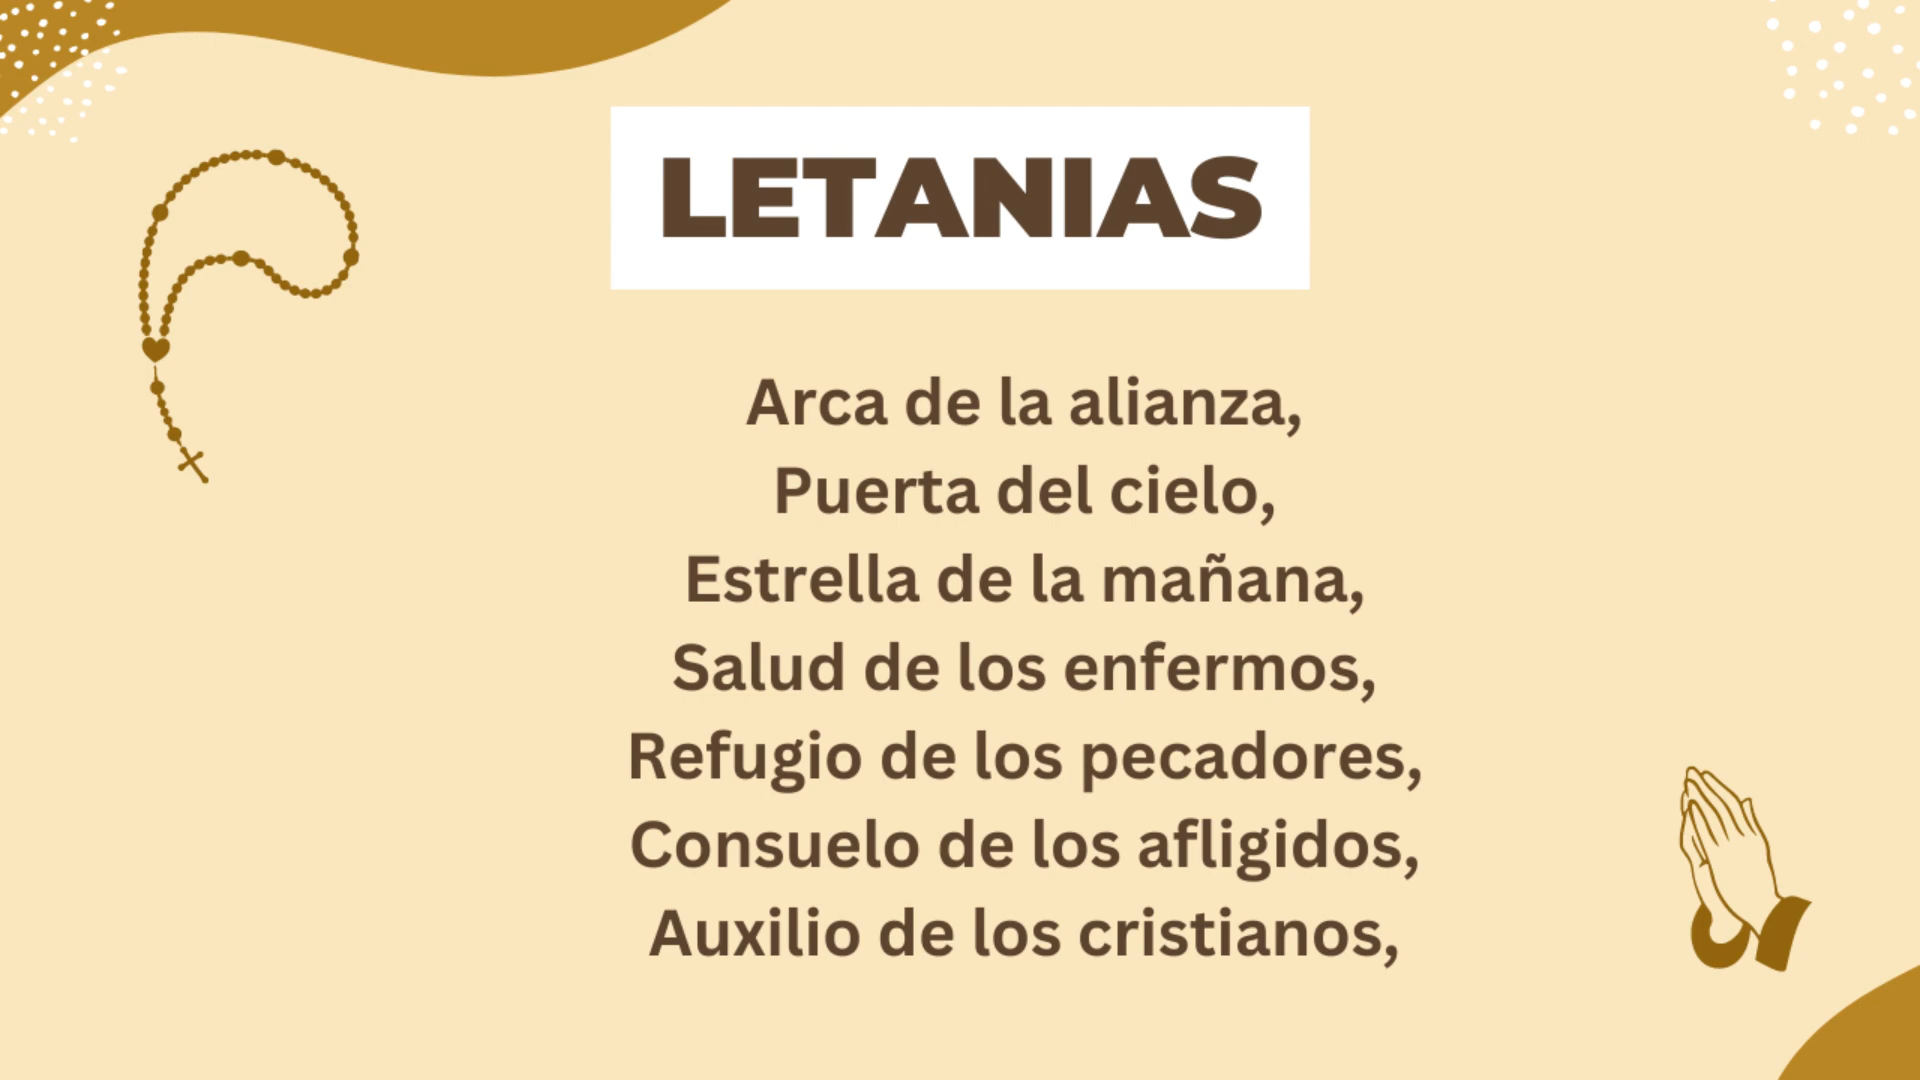 LETANIAS
Arca de la alianza,
Puerta del cielo,
Estrella de la mañana,
Salud de los enfermos,
Refugio de los pecadores,
Consuelo de los afligidos,
Auxilio de los cristianos,